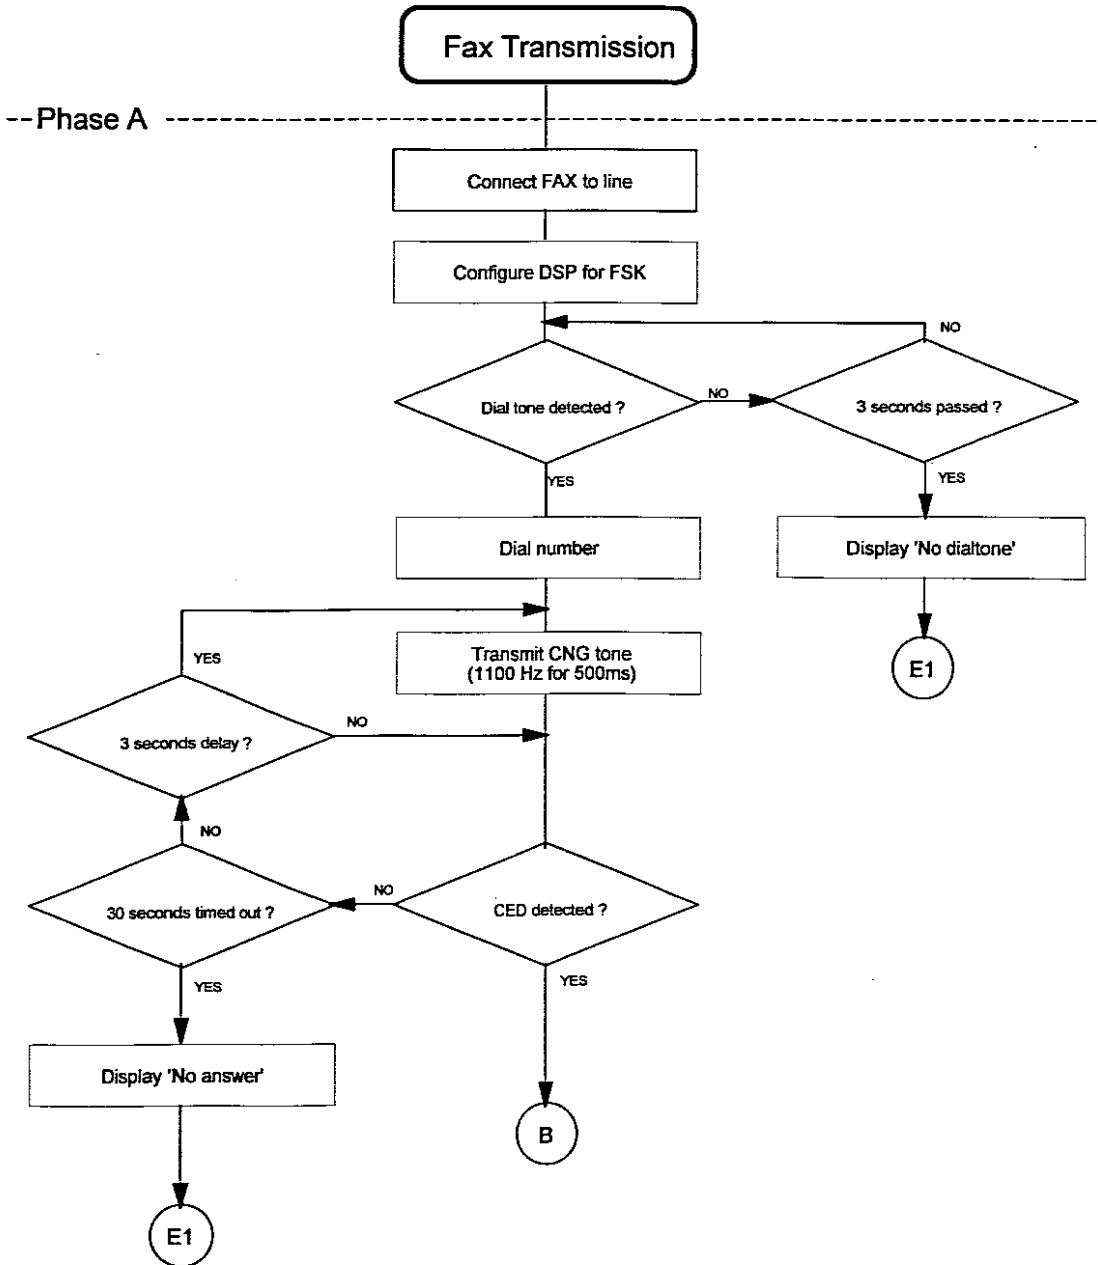 Fax Transmission
--Phase A
Connect FAX to line
Configure DSP for FSK
NO
Dial tone detected ?
NO
3 seconds passed ?
YES
YES
Dial number
Display 'No dialtone'
YES
Transmit CNG tone
(1100 Hz for 500ms)
E1
3 seconds delay ?
NO
NO
30 seconds timed out ?
NO
CED detected ?
YES
YES
Display 'No answer'
B
E1